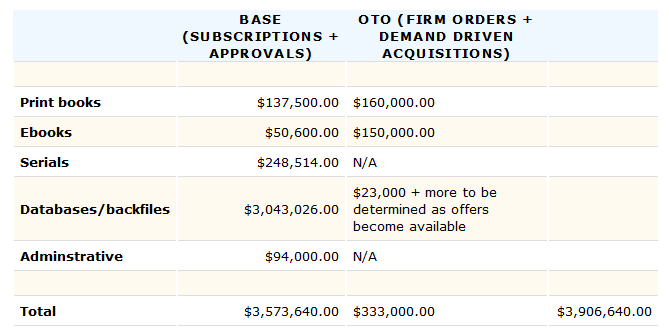 BASE (SUBSCRIPTIONS + APPROVALS) OTO (FIRM ORDERS + DEMAND DRIVEN ACQUISITIONS)
Print books $137,500.00 $160,000.00
Ebooks $50,600.00 $150,000.00
Serials $248,514.00 N/A
Databases/backfiles $3,043,026.00 $23,000 + more to be determined as offers become available
Adminstrative $94,000.00 N/A
Total $3,573,640.00 $333,000.00 $3,906,640.00